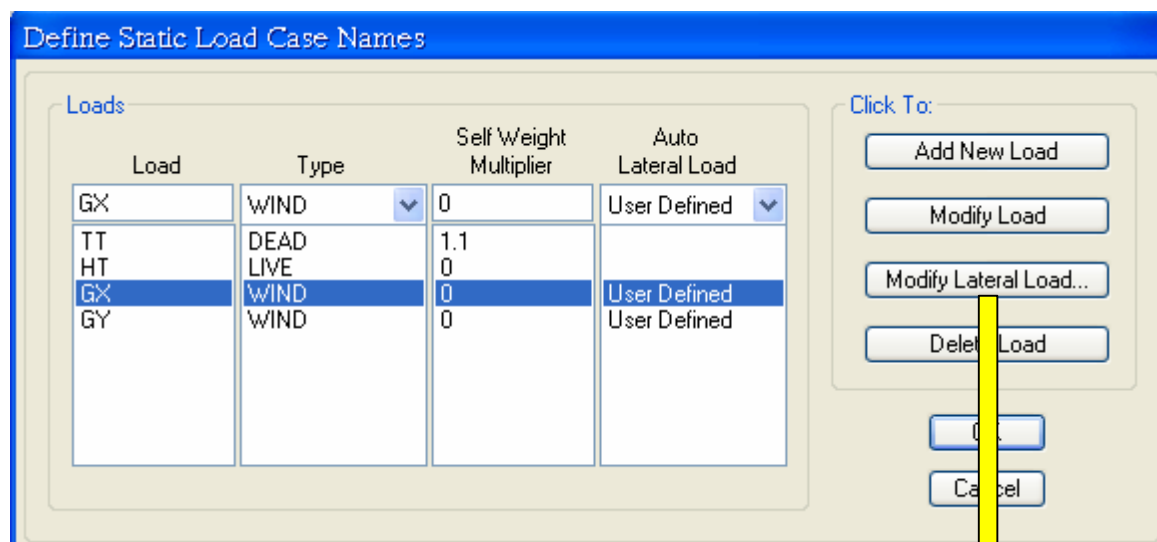 Define Static Load Case Names
Loads
Click To:
Load Type Self Weight Multiplier Auto Lateral Load
GX WIND 0 User Defined
TT DEAD 1.1
HT LIVE 0
GX WIND 0 User Defined
GY WIND 0 User Defined
Add New Load
Modify Load
Modify Lateral Load...
Delete Load
OK
Cancel